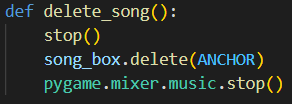 def delete_song():
    stop()
    song_box.delete(ANCHOR)
    pygame.mixer.music.stop()